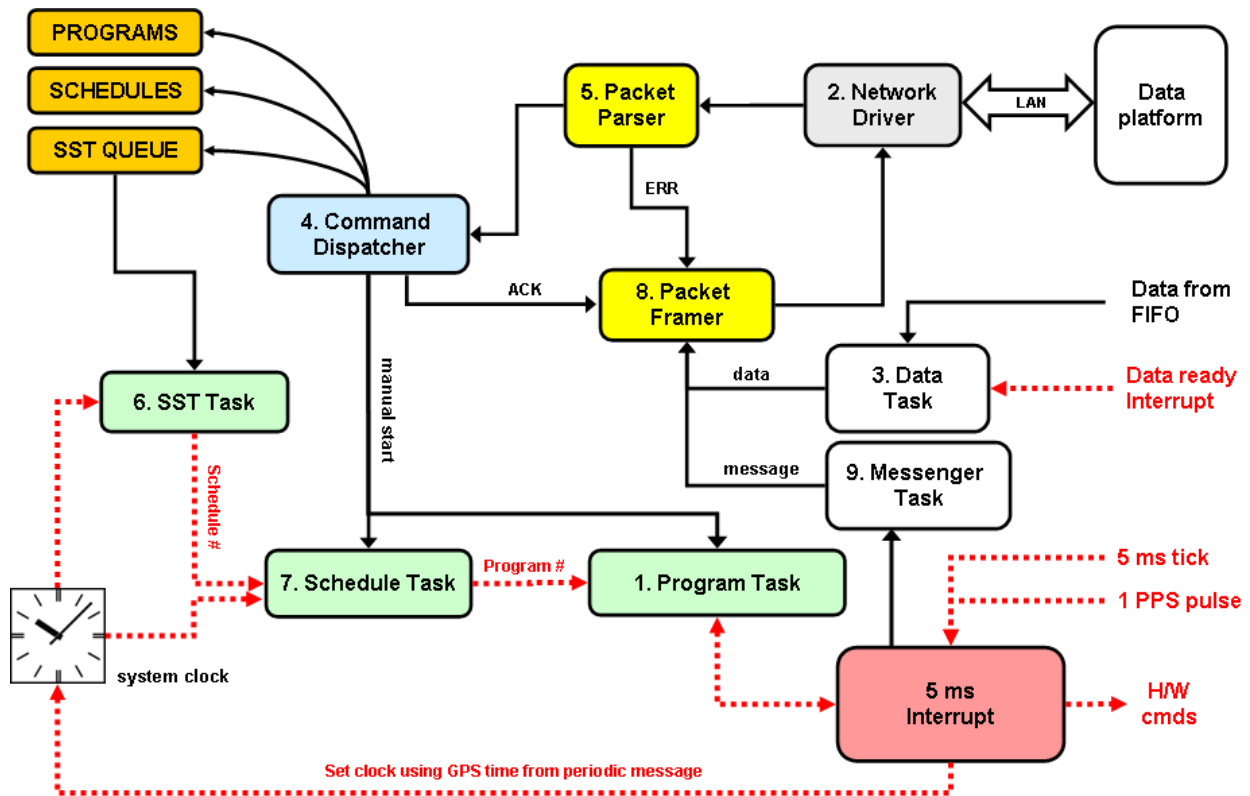 PROGRAMS
SCHEDULES
SST QUEUE
5. Packet
Parser
2. Network
Driver
LAN
Data
platform
ERR
4. Command
Dispatcher
ACK
8. Packet
Framer
Data from
FIFO
manual start
data
3. Data
Task
Data ready
Interrupt
6. SST Task
message
9. Messenger
Task
Schedule #
7. Schedule Task
Program #
1. Program Task
5 ms tick
1 PPS pulse
system clock
5 ms
Interrupt
H/W
cmds
Set clock using GPS time from periodic message